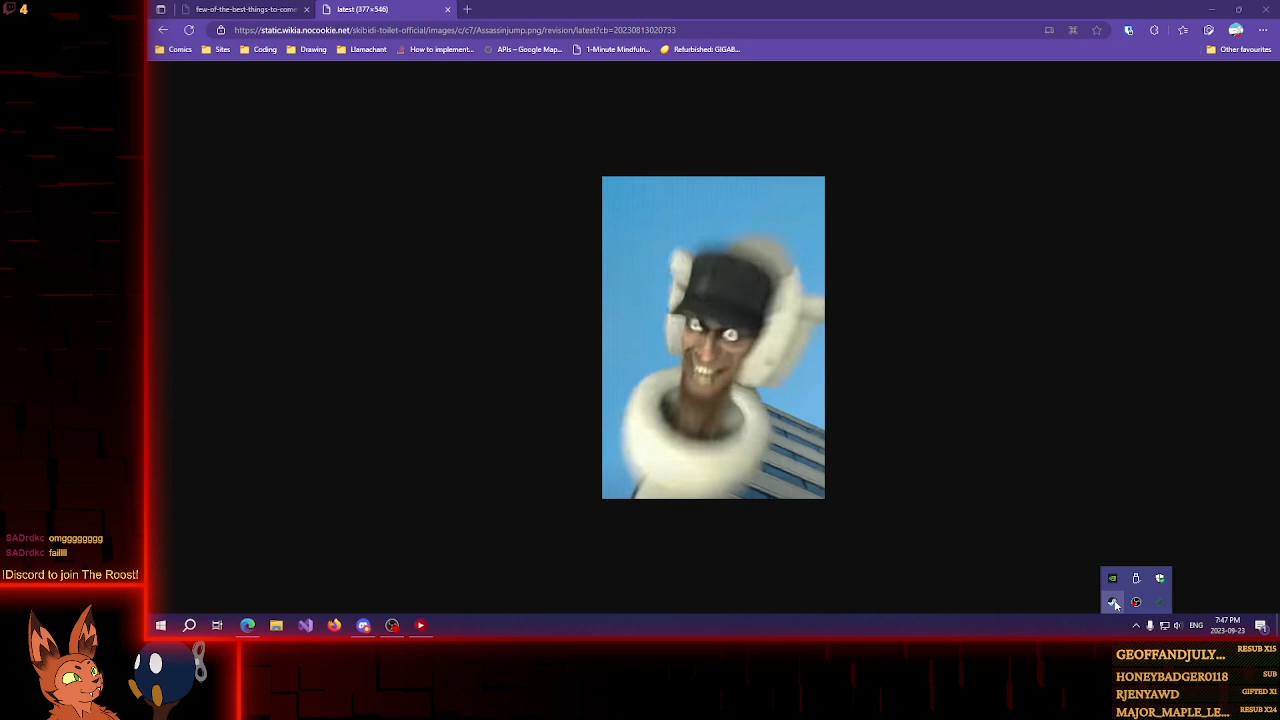 4
few-of-the-best-things-to-come
latest (377×546)
https://static.wikia.nocookie.net/skibidi-toilet-official/images/c/c7/Assassinjump.png/revision/latest?cb=20230813020733
Comics
Sites
Coding
Drawing
Llamachant
How to implement...
APIs – Google Map...
1-Minute Mindfuln...
Refurbished: GIGAB...
Other favourites
SADrdkc omgggggggg
SADrdkc faillll
!Discord to join The Roost!
ENG
7:47 PM
2023-09-23
GEOFFANDJULY... RESUB X15
HONEYBADGER0118 SUB
RJENYAWD GIFTED X1
MAJOR_MAPLE_LE... RESUB X24